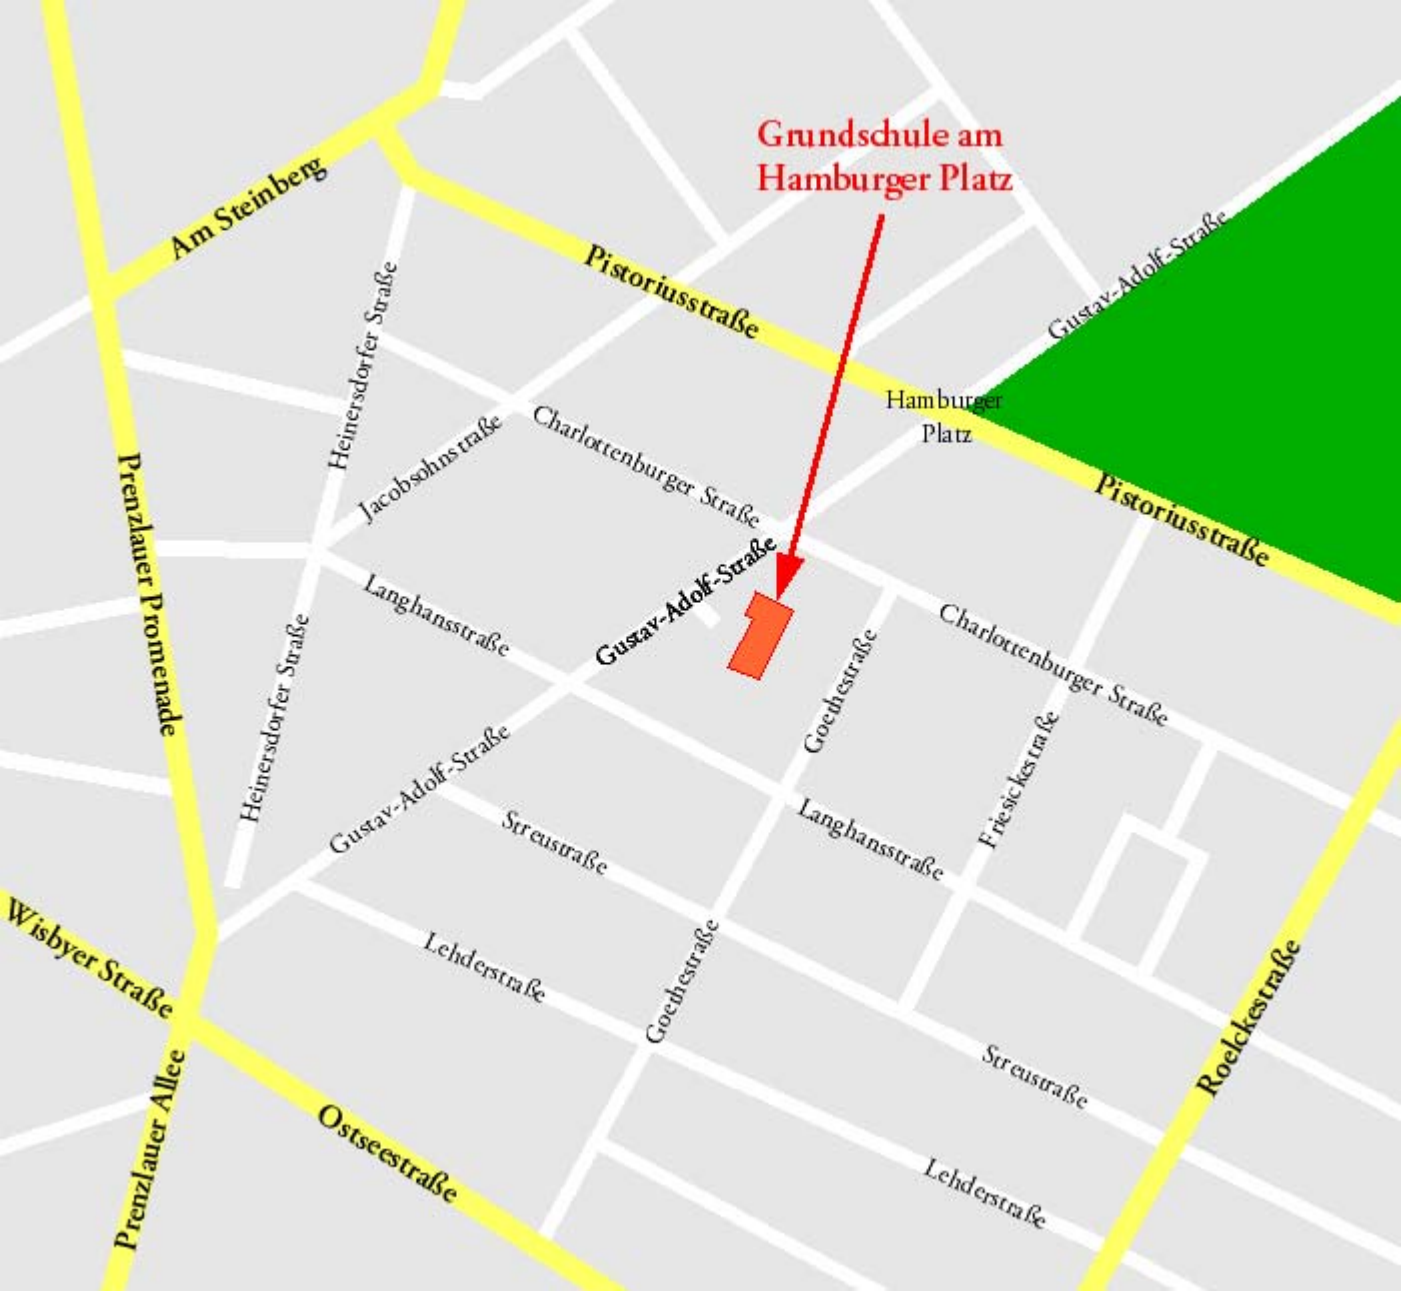 Grundschule am
Hamburger Platz
Am Steinberg
Gustav-Adolf-Straße
Pistoriusstraße
Heinersdorfer Straße
Hamburger
Platz
Jacobsohnstraße
Charlottenburger Straße
Pistoriusstraße
Prenzlauer Promenade
Langhansstraße
Gustav-Adolf-Straße
Charlottenburger Straße
Heinersdorfer Straße
Goethestraße
Friesickestraße
Gustav-Adolf-Straße
Streustraße
Langhansstraße
Wisbyer Straße
Lehderstraße
Goethestraße
Roelckestraße
Streustraße
Prenzlauer Allee
Ostseestraße
Lehderstraße